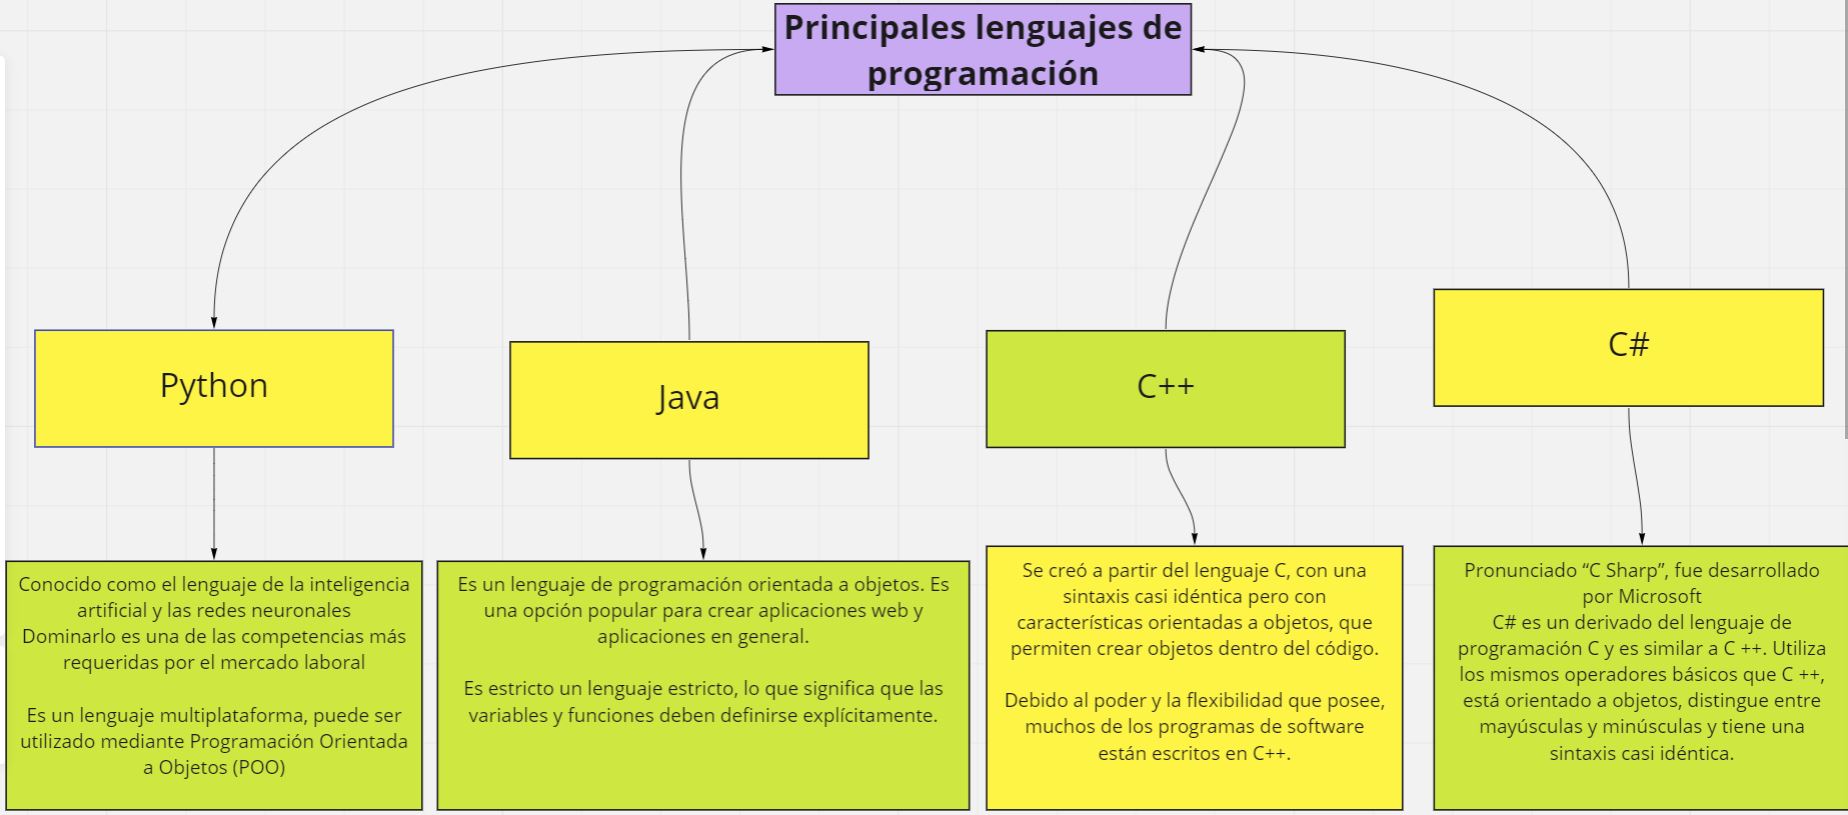 Principales lenguajes de
programación
Python
Java
C++
C#
Conocido como el lenguaje de la inteligencia
artificial y las redes neuronales
Dominarlo es una de las competencias más
requeridas por el mercado laboral
Es un lenguaje multiplataforma, puede ser
utilizado mediante Programación Orientada
a Objetos (POO)
Es un lenguaje de programación orientada a objetos. Es
una opción popular para crear aplicaciones web y
aplicaciones en general.
Es estricto un lenguaje estricto, lo que significa que las
variables y funciones deben definirse explícitamente.
Se creó a partir del lenguaje C, con una
sintaxis casi idéntica pero con
características orientadas a objetos, que
permiten crear objetos dentro del código.
Debido al poder y la flexibilidad que posee,
muchos de los programas de software
están escritos en C++.
Pronunciado “C Sharp”, fue desarrollado
por Microsoft
C# es un derivado del lenguaje de
programación C y es similar a C ++. Utiliza
los mismos operadores básicos que C ++,
está orientado a objetos, distingue entre
mayúsculas y minúsculas y tiene una
sintaxis casi idéntica.